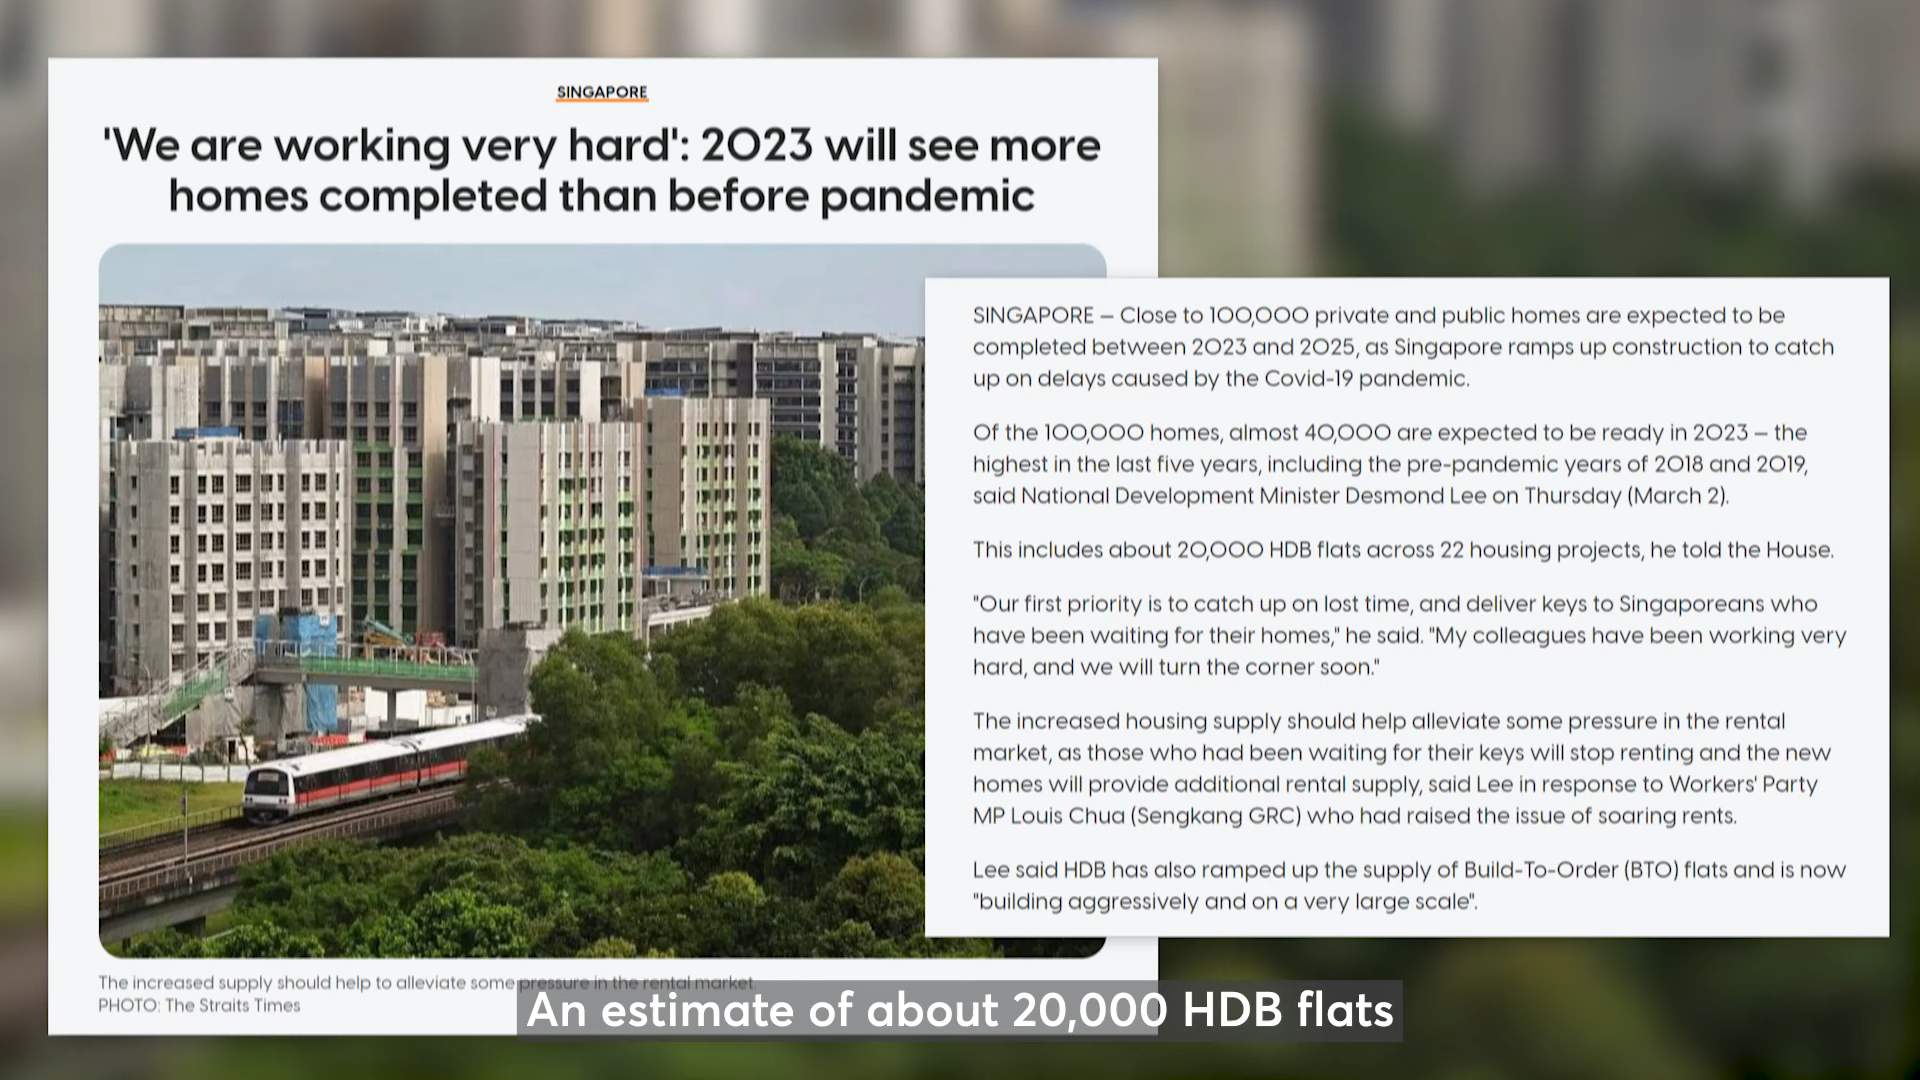 SINGAPORE
'We are working very hard': 2023 will see more
homes completed than before pandemic
SINGAPORE – Close to 100,000 private and public homes are expected to be
completed between 2023 and 2025, as Singapore ramps up construction to catch
up on delays caused by the Covid-19 pandemic.
Of the 100,000 homes, almost 40,000 are expected to be ready in 2023 – the
highest in the last five years, including the pre-pandemic years of 2018 and 2019,
said National Development Minister Desmond Lee on Thursday (March 2).
This includes about 20,000 HDB flats across 22 housing projects, he told the House.
"Our first priority is to catch up on lost time, and deliver keys to Singaporeans who
have been waiting for their homes," he said. "My colleagues have been working very
hard, and we will turn the corner soon."
The increased housing supply should help alleviate some pressure in the rental
market, as those who had been waiting for their keys will stop renting and the new
homes will provide additional rental supply, said Lee in response to Workers' Party
MP Louis Chua (Sengkang GRC) who had raised the issue of soaring rents.
Lee said HDB has also ramped up the supply of Build-To-Order (BTO) flats and is now
"building aggressively and on a very large scale".
The increased supply should help to alleviate some pressure in the rental market.
PHOTO: The Straits Times
An estimate of about 20,000 HDB flats